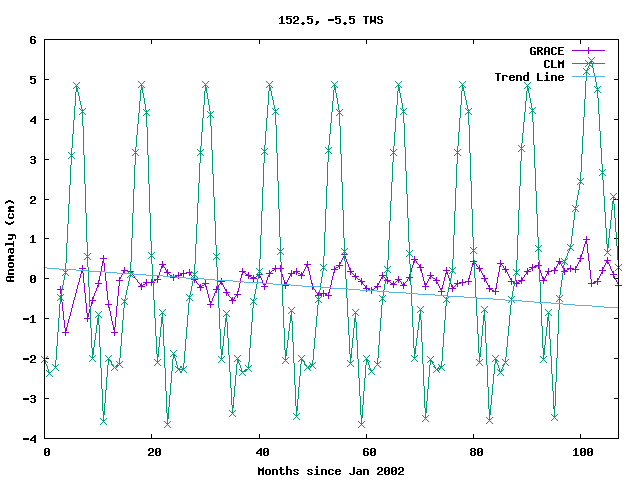 152.5, -5.5 TWS
GRACE
CLM
Trend Line
6
5
4
3
2
1
0
-1
-2
-3
-4
Anomaly (cm)
0 20 40 60 80 100
Months since Jan 2002